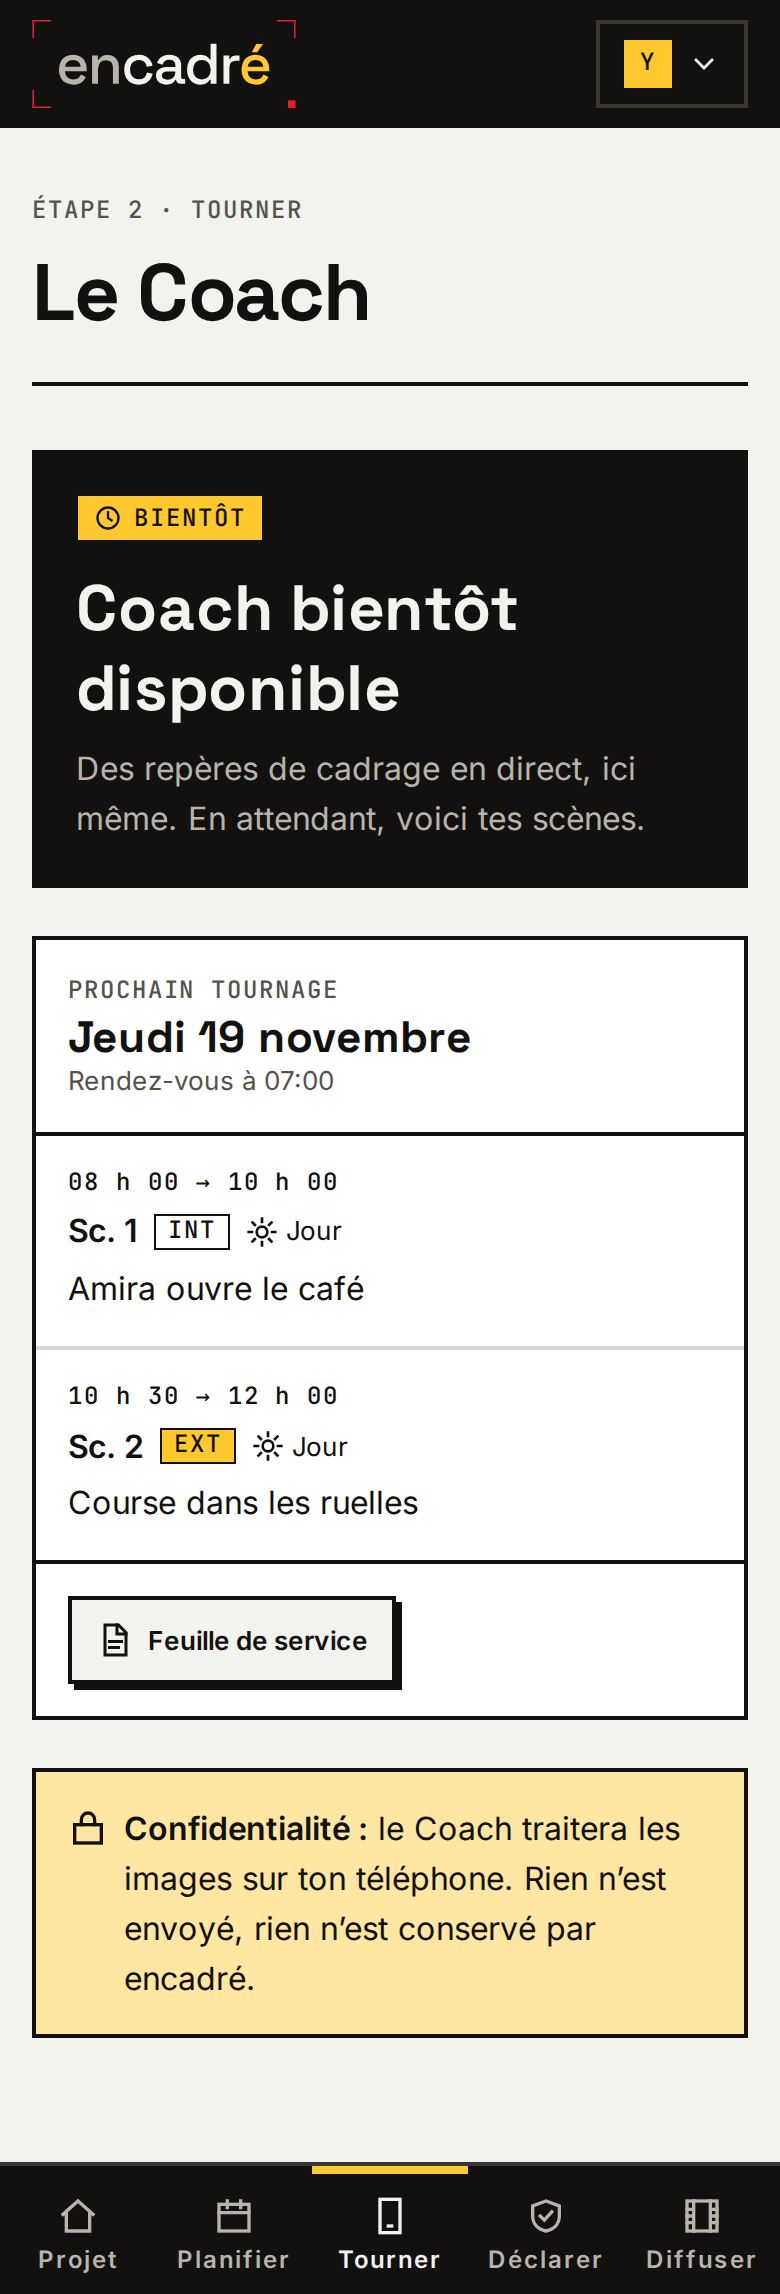 encadré
Y
ÉTAPE 2 · TOURNER
Le Coach
BIENTÔT
Coach bientôt
disponible
Des repères de cadrage en direct, ici
même. En attendant, voici tes scènes.
PROCHAIN TOURNAGE
Jeudi 19 novembre
Rendez-vous à 07:00
08 h 00 → 10 h 00
Sc. 1 INT Jour
Amira ouvre le café
10 h 30 → 12 h 00
Sc. 2 EXT Jour
Course dans les ruelles
Feuille de service
Confidentialité : le Coach traitera les
images sur ton téléphone. Rien n’est
envoyé, rien n’est conservé par
encadré.
Projet Planifier Tourner Déclarer Diffuser